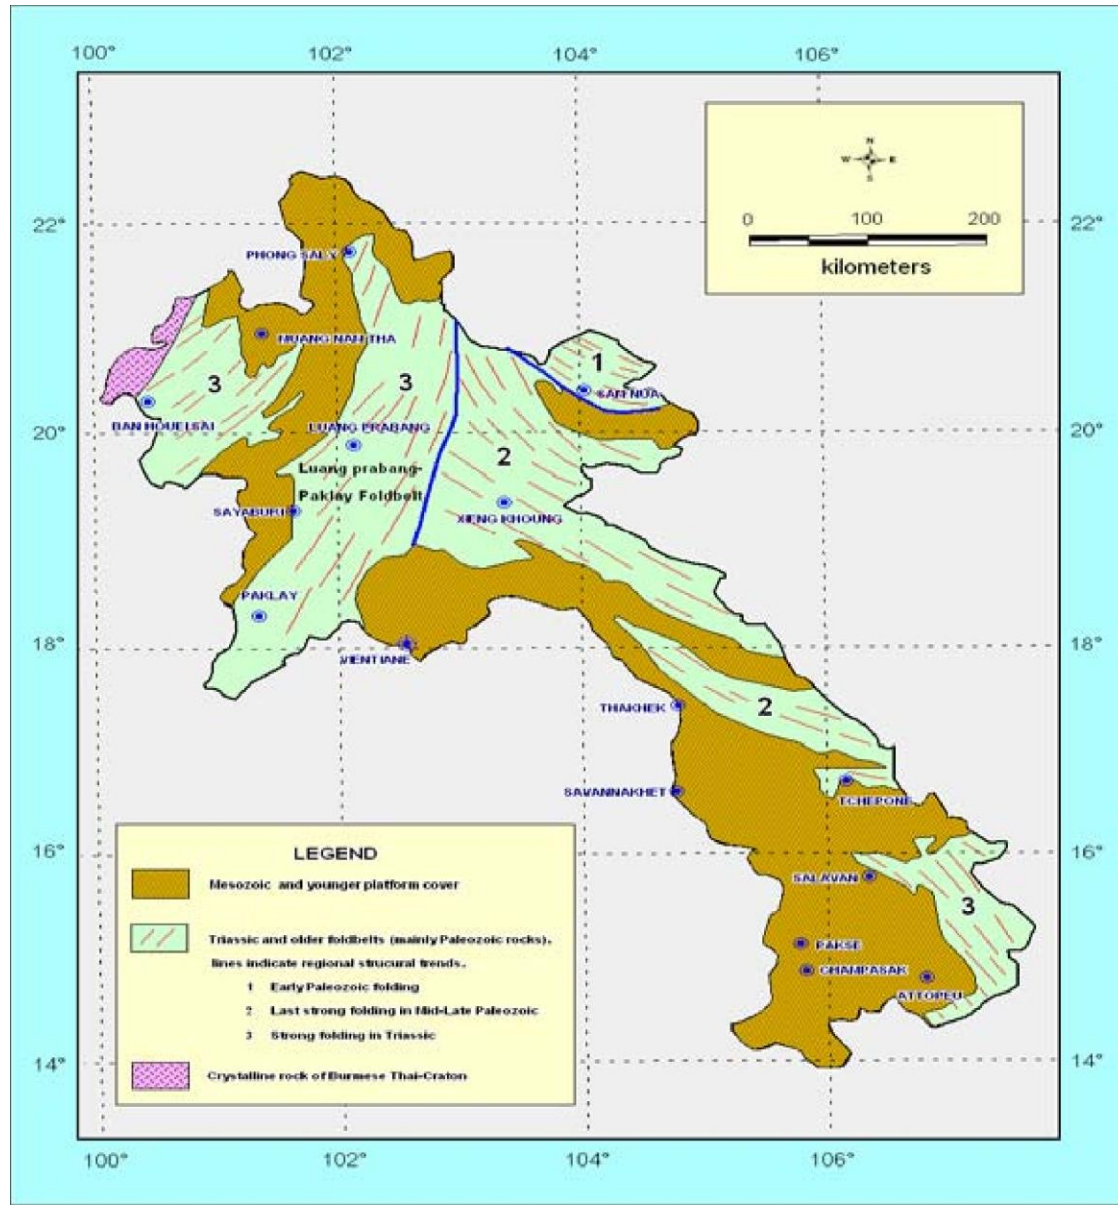 100° 102° 104° 106°
N
W E
S
0 100 200
kilometers
22°
22°
PHONG SALY
MUANG NAM THA
1
3
3
SAM NUA
BAN HOUEISAI
LUANG PRABANG
20°
20°
2
Luang prabang-
Paklay Foldbelt
SAYABURI
XIENG KHOUNG
PAKLAY
18°
18°
VIENTIANE
THAKHEK
2
SAVANNAKHET
TCHEPONE
16°
16°
SALAVAN
3
PAKSE
CHAMPASAK
ATTOPEU
LEGEND
Mesozoic and younger platform cover
Triassic and older foldbelts (mainly Paleozoic rocks),
lines indicate regional strucural trends.
1 Early Paleozoic folding
2 Last strong folding in Mid-Late Paleozoic
3 Strong folding in Triassic
Crystalline rock of Burmese Thai-Craton
14°
14°
100° 102° 104° 106°